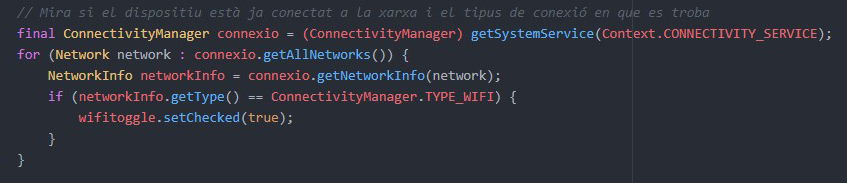 // Mira si el dispositiu està ja conectat a la xarxa i el tipus de conexió en que es troba
final ConnectivityManager connexio = (ConnectivityManager) getSystemService(Context.CONNECTIVITY_SERVICE);
for (Network network : connexio.getAllNetworks()) {
    NetworkInfo networkInfo = connexio.getNetworkInfo(network);
    if (networkInfo.getType() == ConnectivityManager.TYPE_WIFI) {
        wifitoggle.setChecked(true);
    }
}